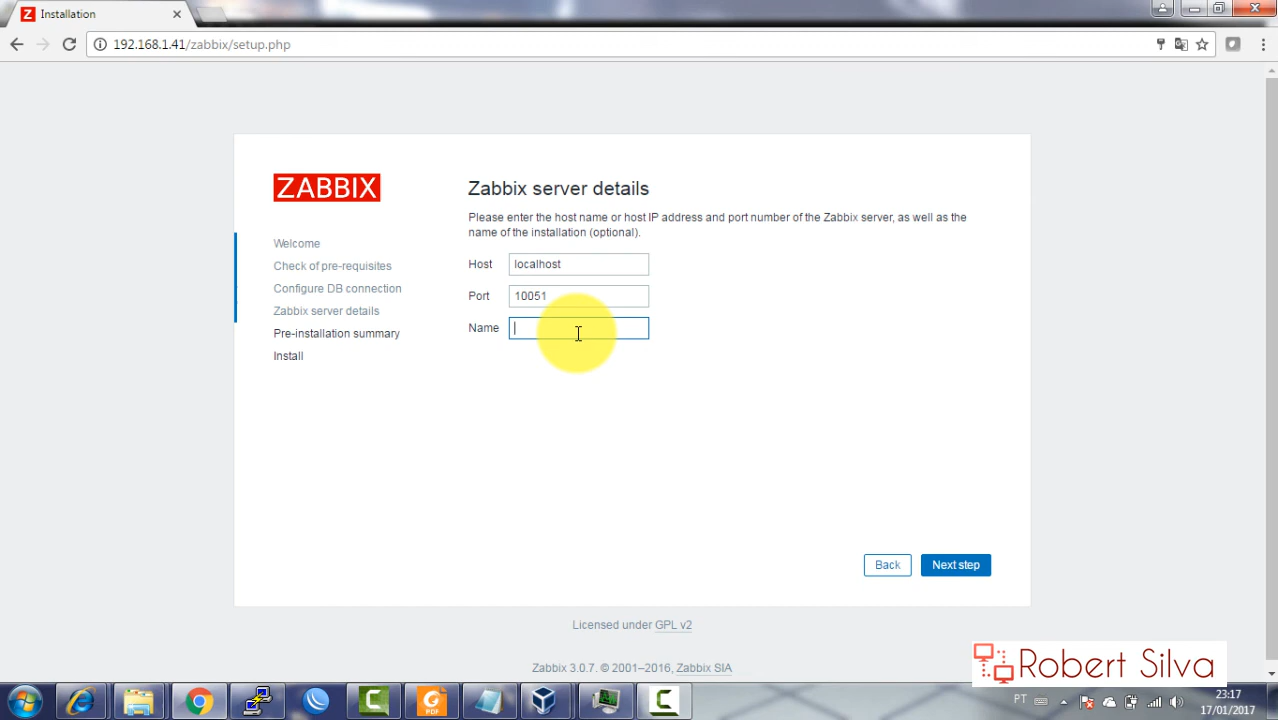 Installation
192.168.1.41/zabbix/setup.php
ZABBIX
Welcome
Check of pre-requisites
Configure DB connection
Zabbix server details
Pre-installation summary
Install
Zabbix server details
Please enter the host name or host IP address and port number of the Zabbix server, as well as the
name of the installation (optional).
Host localhost
Port 10051
Name
Back Next step
Licensed under GPL v2
Zabbix 3.0.7. © 2001–2016, Zabbix SIA
Robert Silva
PDF
PT
23:17
17/01/2017